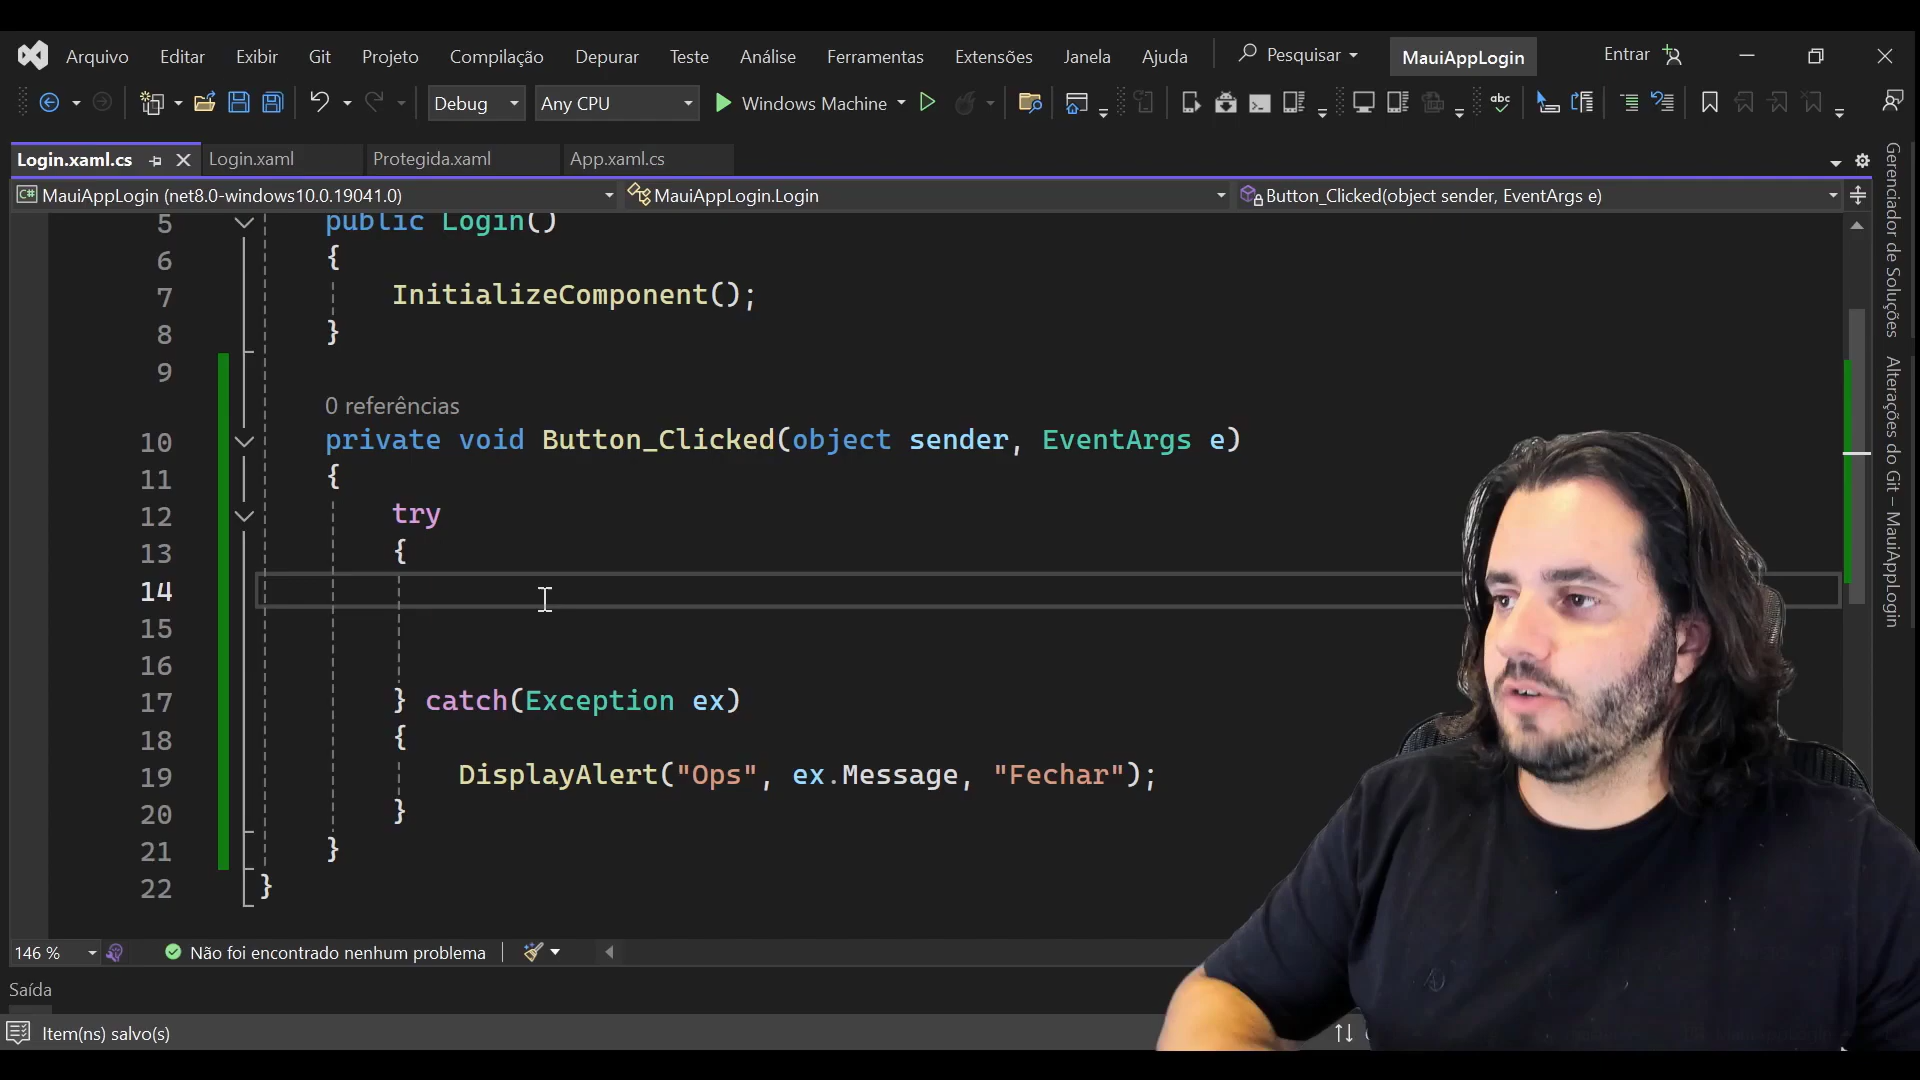 Arquivo Editar Exibir Git Projeto Compilação Depurar Teste Análise Ferramentas Extensões Janela Ajuda Pesquisar MauiAppLogin Entrar
Debug Any CPU Windows Machine abc
Login.xaml.cs Login.xaml Protegida.xaml App.xaml.cs
C# MauiAppLogin (net8.0-windows10.0.19041.0) MauiAppLogin.Login Button_Clicked(object sender, EventArgs e)
5 public Login()
6 {
7 InitializeComponent();
8 }
9
0 referências
10 private void Button_Clicked(object sender, EventArgs e)
11 {
12 try
13 {
14
15
16
17 } catch(Exception ex)
18 {
19 DisplayAlert("Ops", ex.Message, "Fechar");
20 }
21 }
22 }
146 % Não foi encontrado nenhum problema
Saída
Item(ns) salvo(s)
Gerenciador de Soluções
Alterações do Git – MauiAppLogin